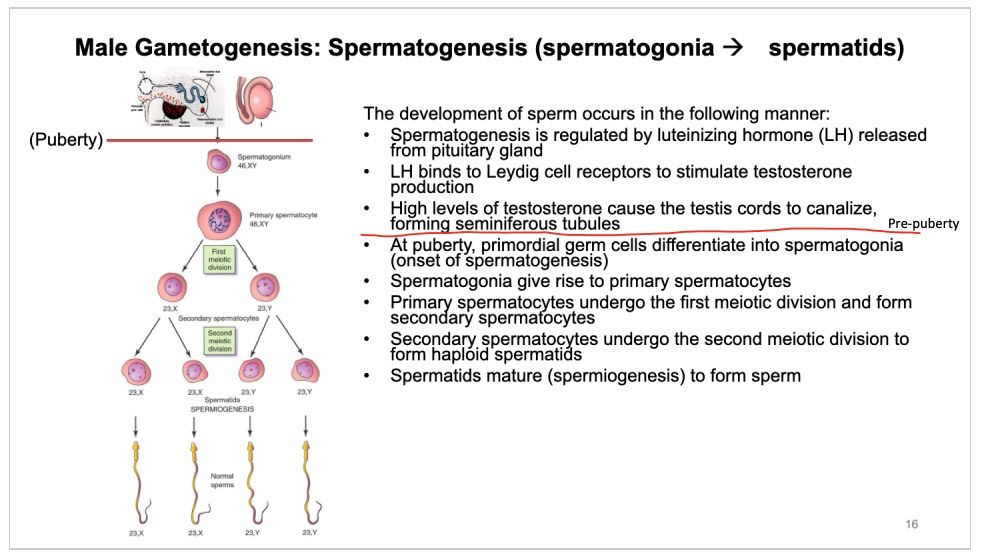 Male Gametogenesis: Spermatogenesis (spermatogonia → spermatids)
(Puberty)
Spermatogonium
46,XY
Primary spermatocyte
46,XY
First
meiotic
division
23,X
23,Y
Secondary spermatocytes
Second
meiotic
division
23,X
23,X
23,Y
23,Y
Spermatids
SPERMIOGENESIS
Normal
sperms
23,X
23,X
23,Y
23,Y
The development of sperm occurs in the following manner:
• Spermatogenesis is regulated by luteinizing hormone (LH) released
from pituitary gland
• LH binds to Leydig cell receptors to stimulate testosterone
production
• High levels of testosterone cause the testis cords to canalize,
forming seminiferous tubules
Pre-puberty
• At puberty, primordial germ cells differentiate into spermatogonia
(onset of spermatogenesis)
• Spermatogonia give rise to primary spermatocytes
• Primary spermatocytes undergo the first meiotic division and form
secondary spermatocytes
• Secondary spermatocytes undergo the second meiotic division to
form haploid spermatids
• Spermatids mature (spermiogenesis) to form sperm
16